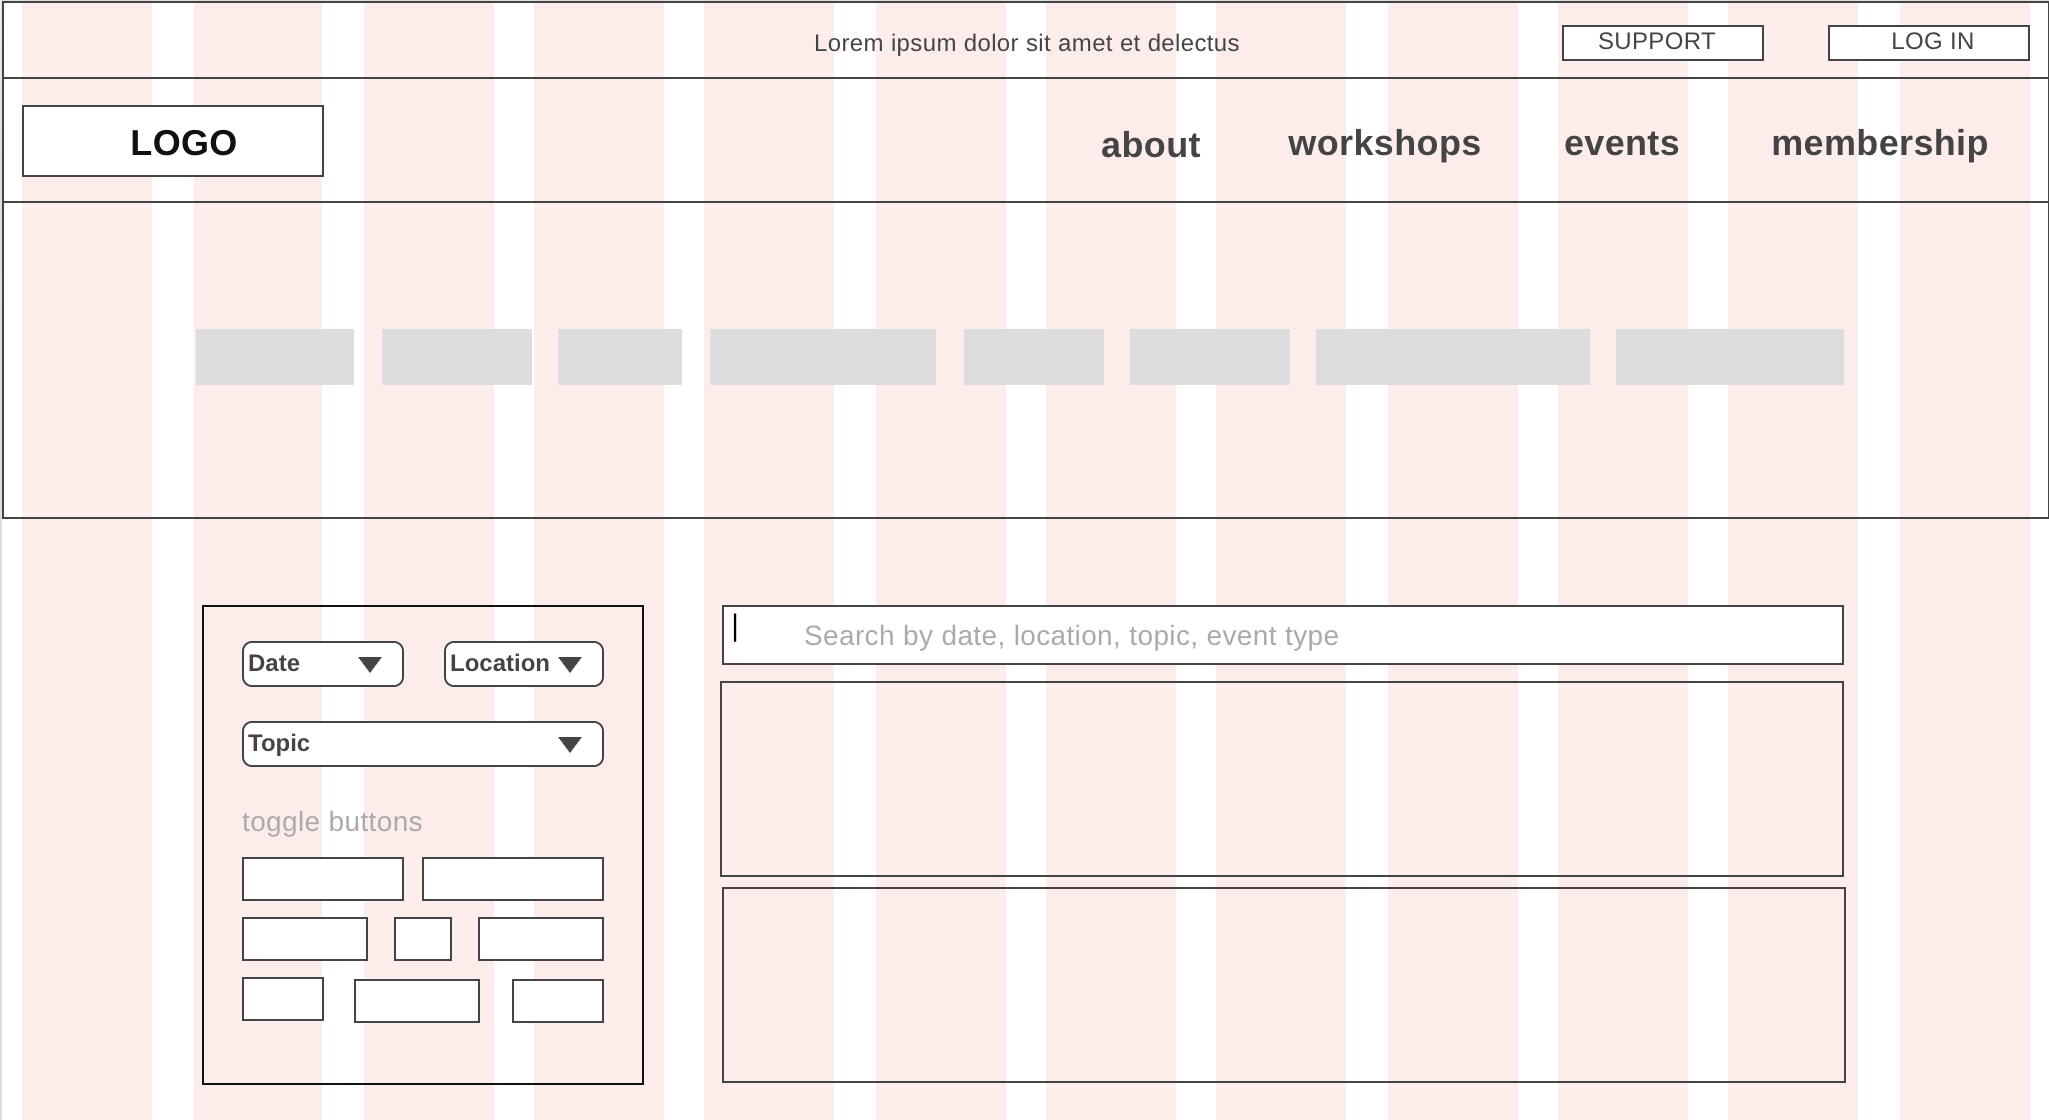 Lorem ipsum dolor sit amet et delectus
SUPPORT
LOG IN
LOGO
about
workshops
events
membership
Date
Location
Search by date, location, topic, event type
Topic
toggle buttons